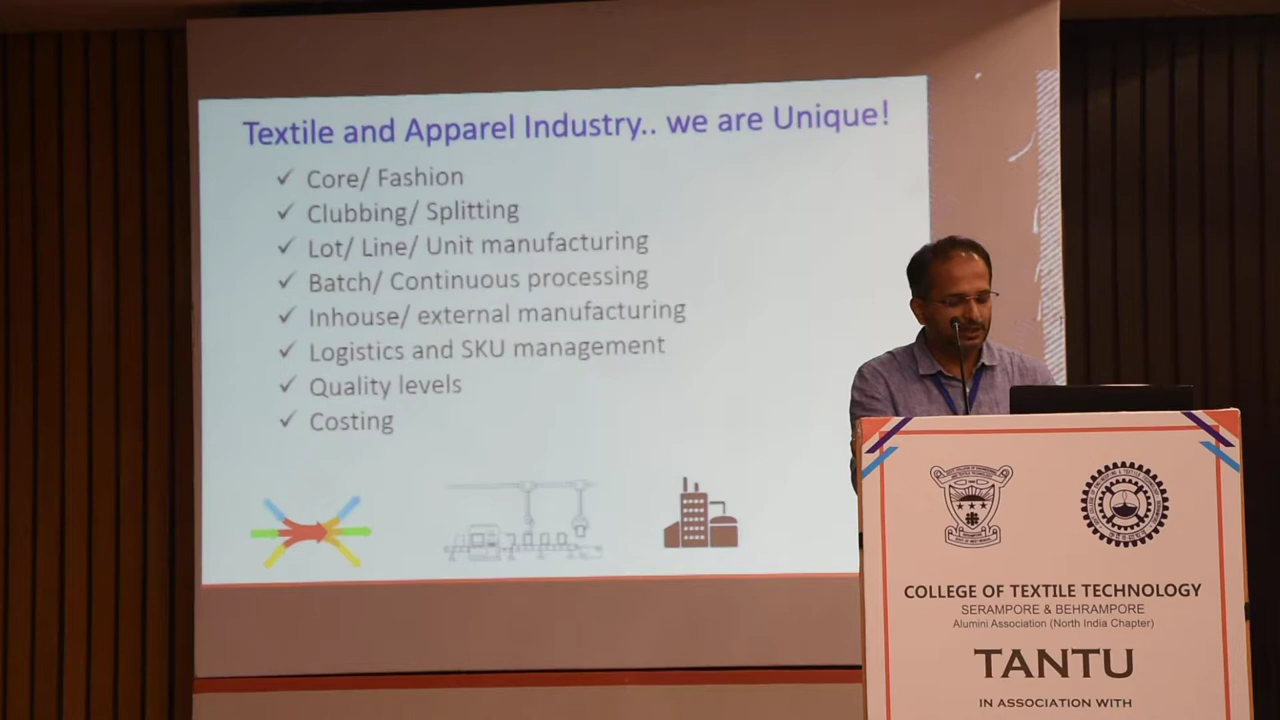 Textile and Apparel Industry.. we are Unique!
✓ Core/ Fashion
✓ Clubbing/ Splitting
✓ Lot/ Line/ Unit manufacturing
✓ Batch/ Continuous processing
✓ Inhouse/ external manufacturing
✓ Logistics and SKU management
✓ Quality levels
✓ Costing
COLLEGE OF TEXTILE TECHNOLOGY
SERAMPORE & BEHRAMPORE
Alumini Association (North India Chapter)
TANTU
IN ASSOCIATION WITH